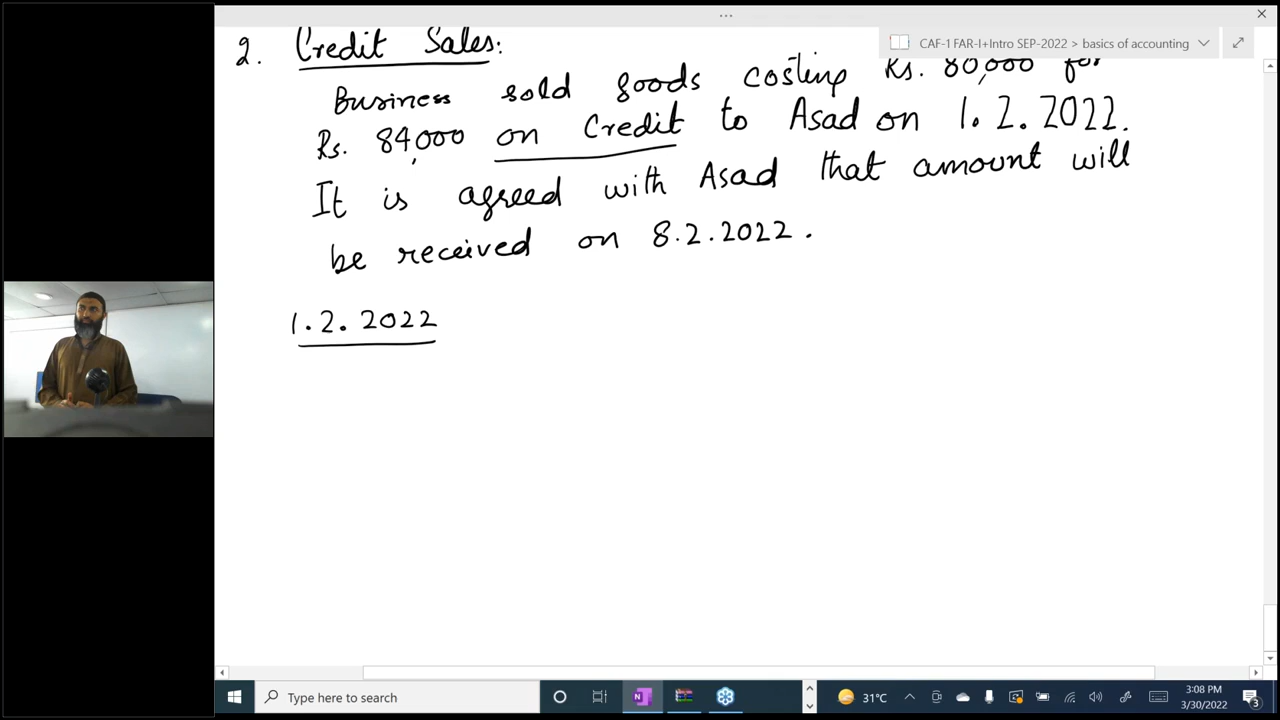 CAF-1 FAR-I+Intro SEP-2022 > basics of accounting
2. Credit Sales:
Business sold goods costing Rs. 80,000 for
Rs. 84,000 on Credit to Asad on 1.2.2022.
It is agreed with Asad that amount will
be received on 8.2.2022.
1.2.2022
Type here to search
31°C
3:08 PM
3/30/2022
3